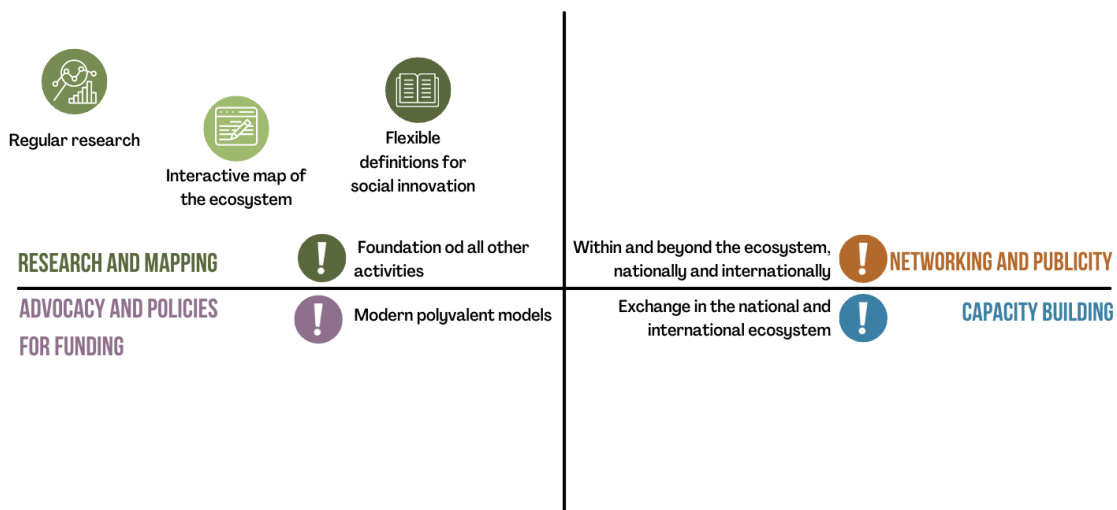 Regular research
Interactive map of
the ecosystem
Flexible
definitions for
social innovation
RESEARCH AND MAPPING
Foundation od all other
activities
Within and beyond the ecosystem,
nationally and internationally
NETWORKING AND PUBLICITY
ADVOCACY AND POLICIES
FOR FUNDING
Modern polyvalent models
Exchange in the national and
international ecosystem
CAPACITY BUILDING